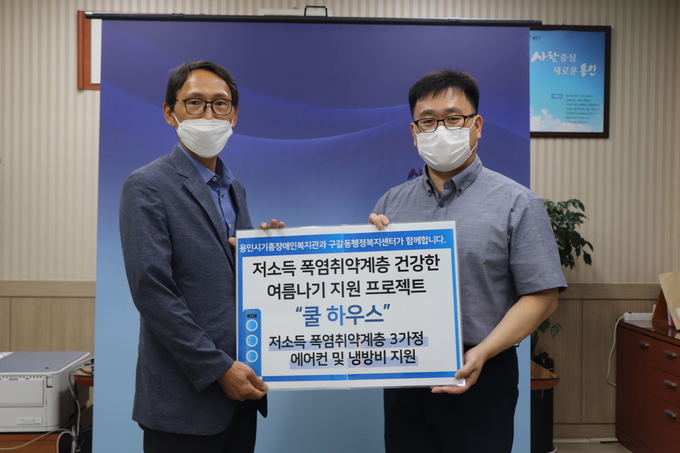 사람중심
새로운 용인
용인시기흥장애인복지관과 구갈동행정복지센터가 함께합니다.
저소득 폭염취약계층 건강한
여름나기 지원 프로젝트
"쿨 하우스"
저소득 폭염취약계층 3가정
에어컨 및 냉방비 지원